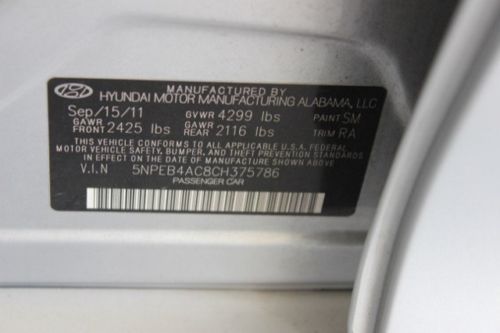 MANUFACTURED BY
HYUNDAI MOTOR MANUFACTURING ALABAMA, LLC
Sep/15/11 GVWR 4299 lbs PAINT SM
GAWR FRONT 2425 lbs GAWR REAR 2116 lbs TRIM RA
THIS VEHICLE CONFORMS TO ALL APPLICABLE U.S.A. FEDERAL
MOTOR VEHICLE SAFETY, BUMPER, AND THEFT PREVENTION
STANDARDS IN EFFECT ON THE DATE OF MANUFACTURE SHOWN ABOVE.
V.I.N 5NPEB4AC8CH375786
PASSENGER CAR